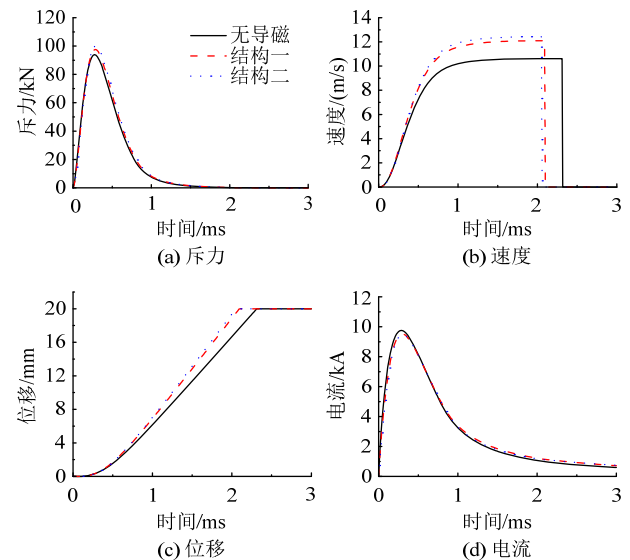 无导磁
结构一
结构二
斥力/kN
120
100
80
60
40
20
0
0 1 2 3
时间/ms
(a) 斥力
速度/(m/s)
14
12
10
8
6
4
2
0
0 1 2 3
时间/ms
(b) 速度
位移/mm
20
16
12
8
4
0
0 1 2 3
时间/ms
(c) 位移
电流/kA
12
10
8
6
4
2
0
0 1 2 3
时间/ms
(d) 电流